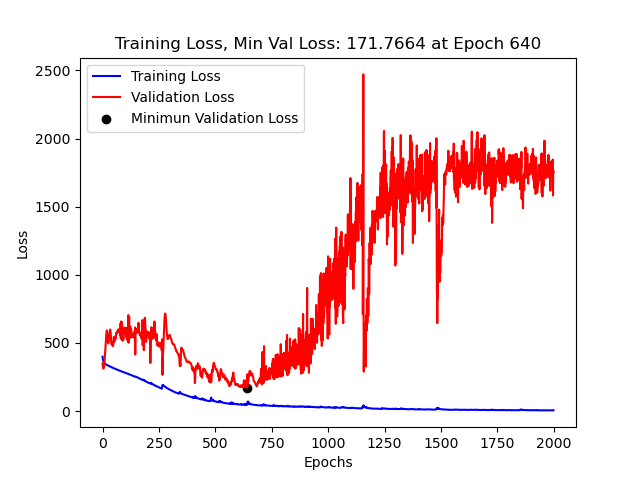 Training Loss, Min Val Loss: 171.7664 at Epoch 640
Training Loss
Validation Loss
Minimun Validation Loss
2500
2000
1500
1000
500
0
Loss
0 250 500 750 1000 1250 1500 1750 2000
Epochs